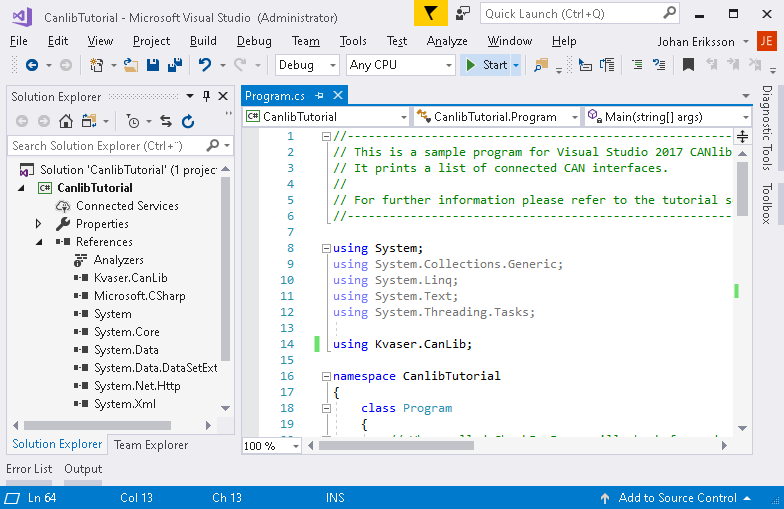 CanlibTutorial - Microsoft Visual Studio (Administrator)
Quick Launch (Ctrl+Q)
File Edit View Project Build Debug Team Tools Test Analyze Window Help Johan Eriksson JE
Debug Any CPU Start
Solution Explorer
Search Solution Explorer (Ctrl+¨)
Solution 'CanlibTutorial' (1 project
C# CanlibTutorial
Connected Services
Properties
References
Analyzers
Kvaser.CanLib
Microsoft.CSharp
System
System.Core
System.Data
System.Data.DataSetExt
System.Net.Http
System.Xml
Solution Explorer Team Explorer
Program.cs
C# CanlibTutorial CanlibTutorial.Program Main(string[] args)
1 //------------------------------------------------------
2 // This is a sample program for Visual Studio 2017 CANlib
3 // It prints a list of connected CAN interfaces.
4 //
5 // For further information please refer to the tutorial s
6 //------------------------------------------------------
7
8 using System;
9 using System.Collections.Generic;
10 using System.Linq;
11 using System.Text;
12 using System.Threading.Tasks;
13
14 using Kvaser.CanLib;
15
16 namespace CanlibTutorial
17 {
18 class Program
19 {
100 %
Diagnostic Tools
Toolbox
Error List Output
Ln 64 Col 13 Ch 13 INS Add to Source Control